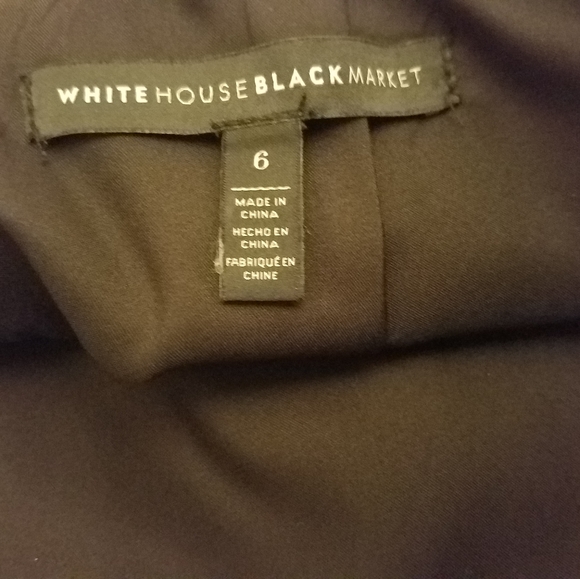 WHITE HOUSE BLACK MARKET
6
MADE IN
CHINA
HECHO EN
CHINA
FABRIQUÉ EN
CHINE